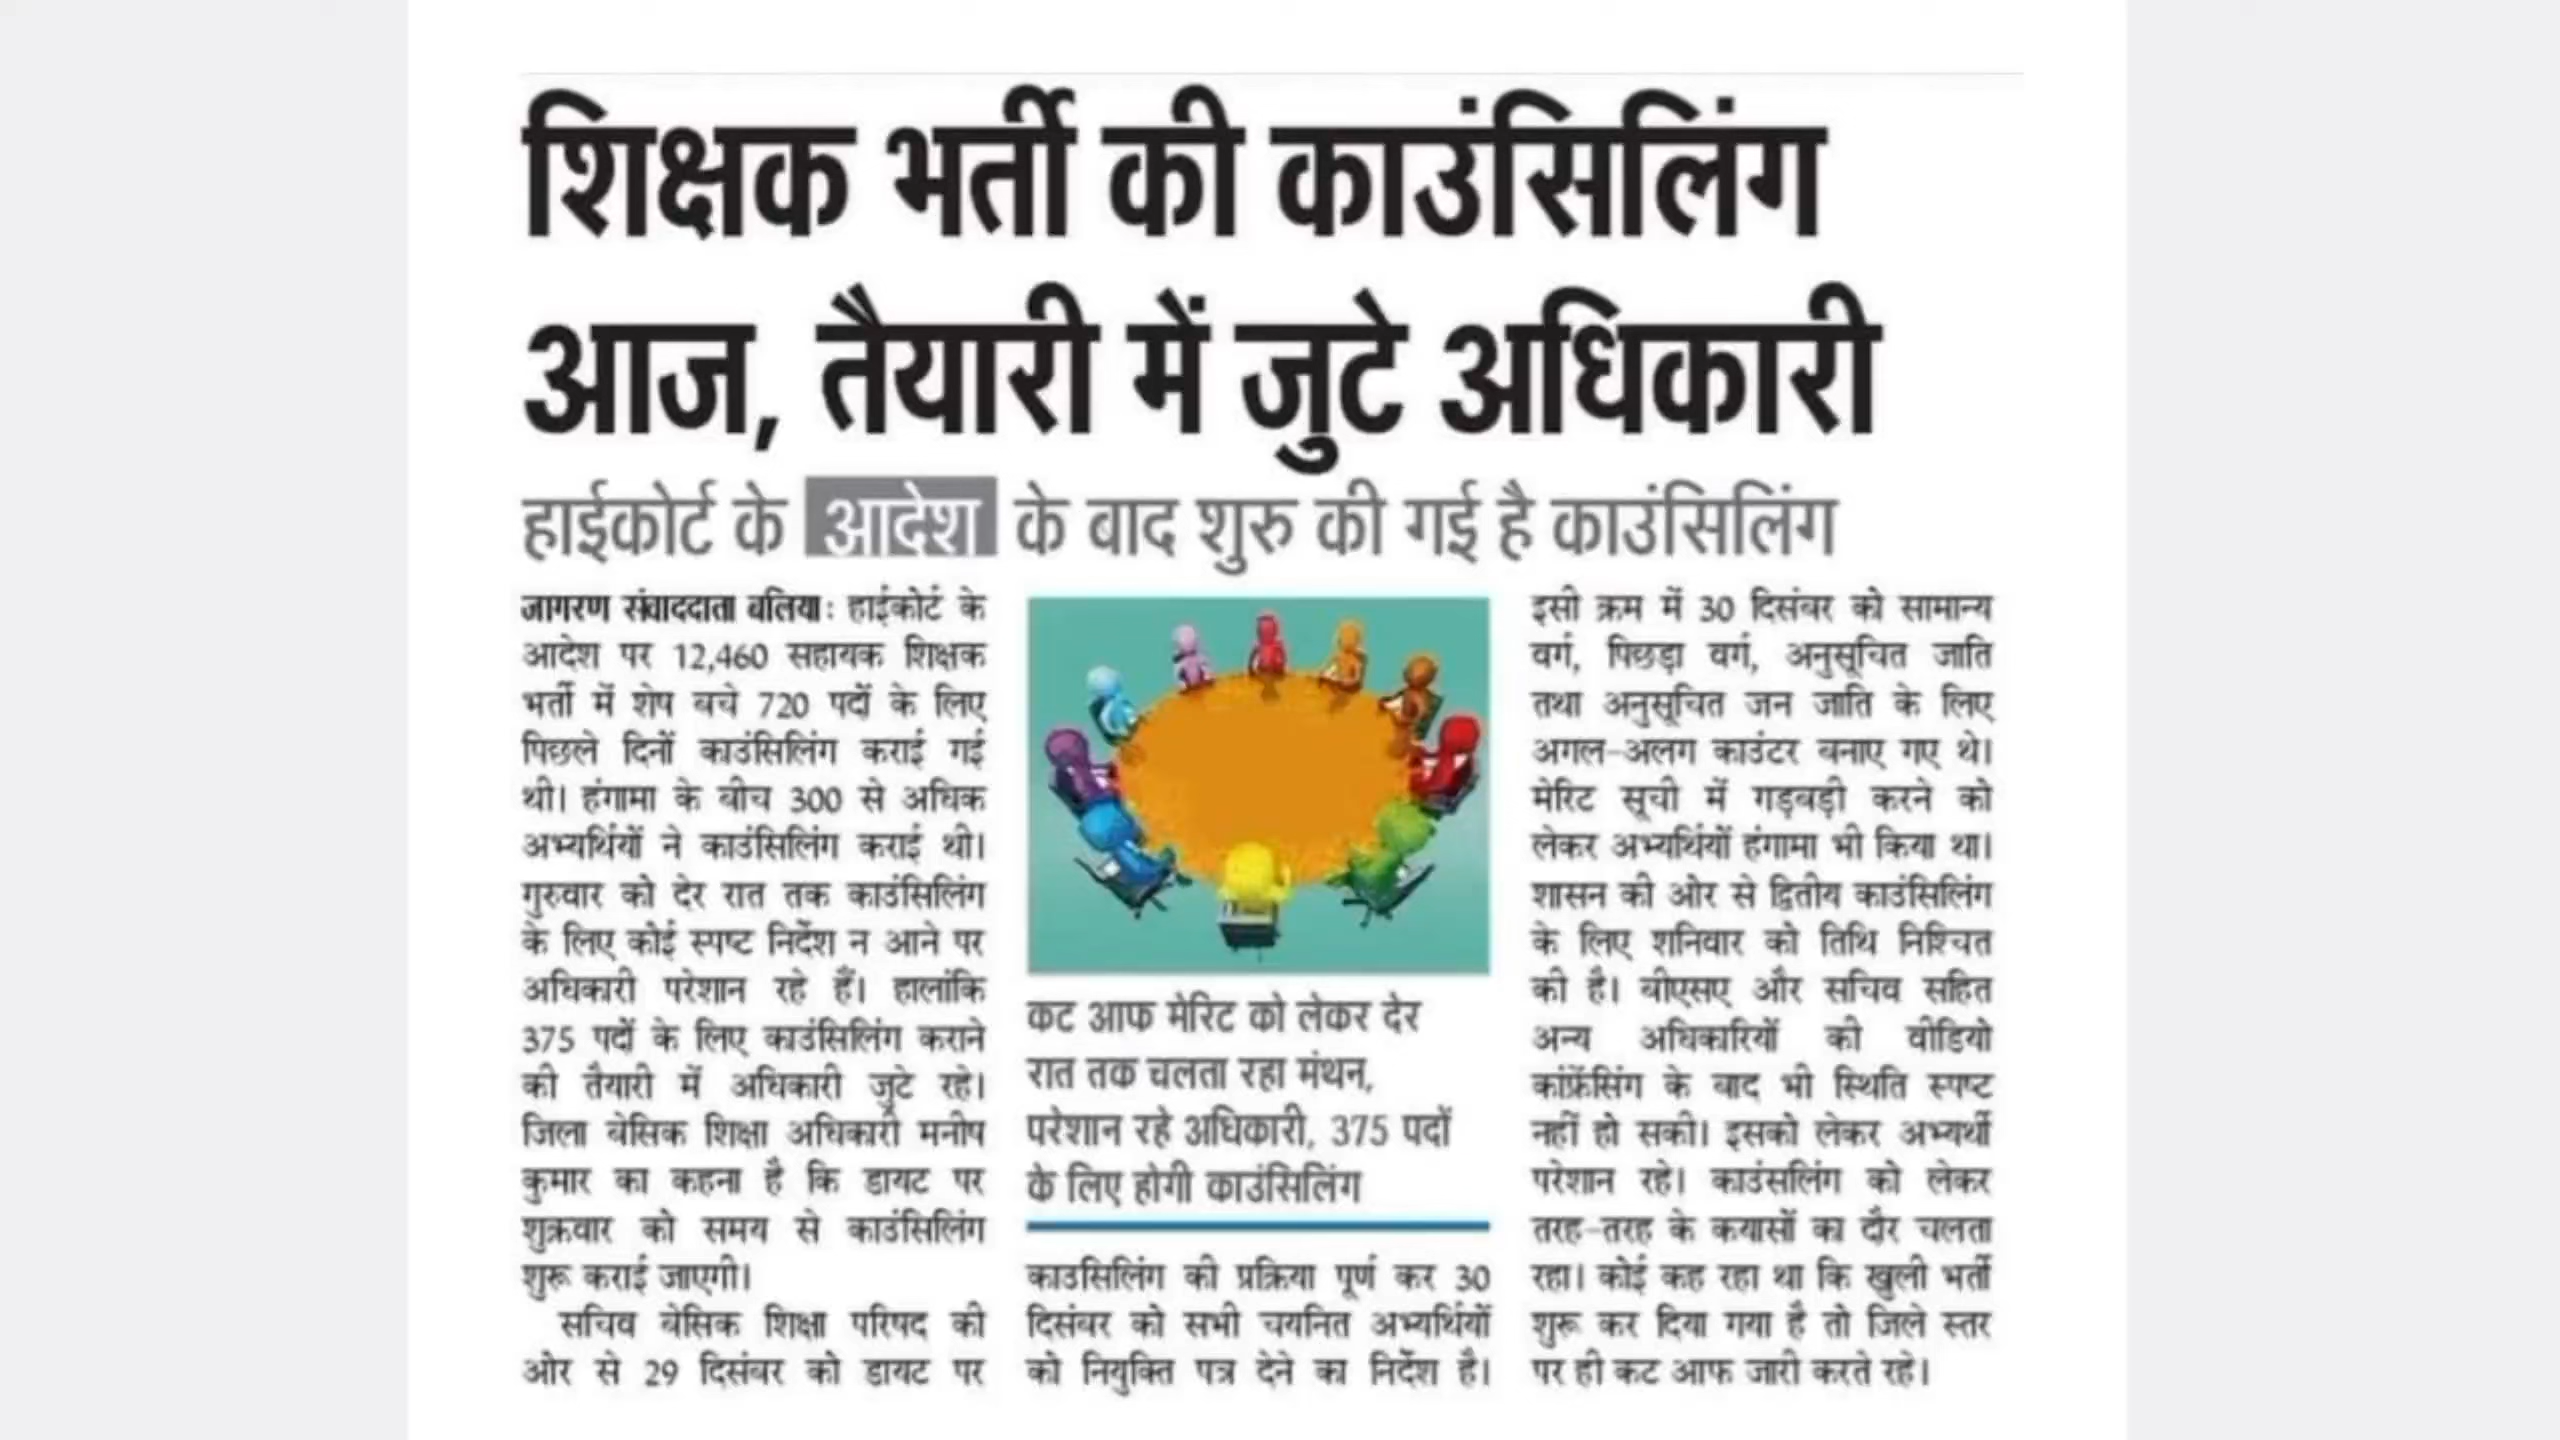 शिक्षक भर्ती की काउंसिलिंग
आज, तैयारी में जुटे अधिकारी
हाईकोर्ट के आदेश के बाद शुरु की गई है काउंसिलिंग
जागरण संवाददाता बलिया: हाईकोर्ट के
आदेश पर 12,460 सहायक शिक्षक
भर्ती में शेष बचे 720 पदों के लिए
पिछले दिनों काउंसिलिंग कराई गई
थी। हंगामा के बीच 300 से अधिक
अभ्यर्थियों ने काउंसिलिंग कराई थी।
गुरुवार को देर रात तक काउंसिलिंग
के लिए कोई स्पष्ट निर्देश न आने पर
अधिकारी परेशान रहे हैं। हालांकि
375 पदों के लिए काउंसिलिंग कराने
की तैयारी में अधिकारी जुटे रहे।
जिला बेसिक शिक्षा अधिकारी मनीष
कुमार का कहना है कि डायट पर
शुक्रवार को समय से काउंसिलिंग
शुरू कराई जाएगी।
सचिव बेसिक शिक्षा परिषद की
ओर से 29 दिसंबर को डायट पर
कट आफ मेरिट को लेकर देर
रात तक चलता रहा मंथन,
परेशान रहे अधिकारी, 375 पदों
के लिए होगी काउंसिलिंग
काउसिलिंग की प्रक्रिया पूर्ण कर 30
दिसंबर को सभी चयनित अभ्यर्थियों
को नियुक्ति पत्र देने का निर्देश है।
इसी क्रम में 30 दिसंबर को सामान्य
वर्ग, पिछड़ा वर्ग, अनुसूचित जाति
तथा अनुसूचित जन जाति के लिए
अगल-अलग काउंटर बनाए गए थे।
मेरिट सूची में गड़बड़ी करने को
लेकर अभ्यर्थियों हंगामा भी किया था।
शासन की ओर से द्वितीय काउंसिलिंग
के लिए शनिवार को तिथि निश्चित
की है। बीएसए और सचिव सहित
अन्य अधिकारियों की वीडियो
कांफ्रेंसिंग के बाद भी स्थिति स्पष्ट
नहीं हो सकी। इसको लेकर अभ्यर्थी
परेशान रहे। काउंसलिंग को लेकर
तरह-तरह के कयासों का दौर चलता
रहा। कोई कह रहा था कि खुली भर्ती
शुरू कर दिया गया है तो जिले स्तर
पर ही कट आफ जारी करते रहे।